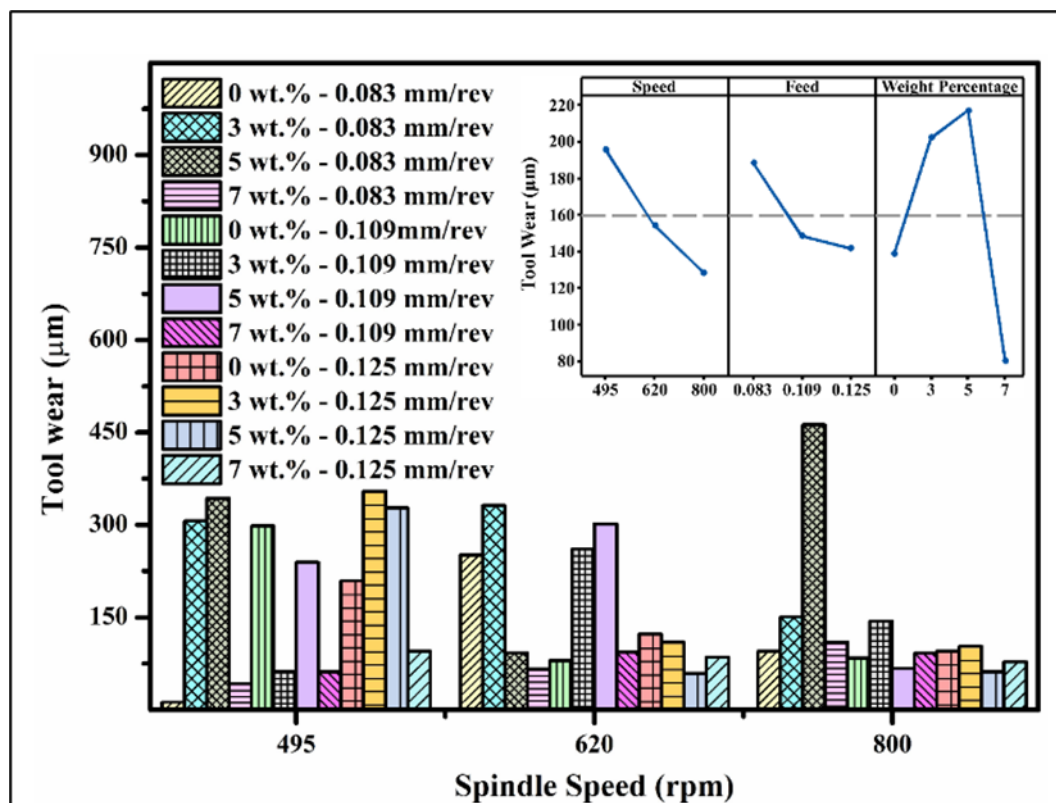 0 wt.% - 0.083 mm/rev
3 wt.% - 0.083 mm/rev
5 wt.% - 0.083 mm/rev
7 wt.% - 0.083 mm/rev
0 wt.% - 0.109mm/rev
3 wt.% - 0.109 mm/rev
5 wt.% - 0.109 mm/rev
7 wt.% - 0.109 mm/rev
0 wt.% - 0.125 mm/rev
3 wt.% - 0.125 mm/rev
5 wt.% - 0.125 mm/rev
7 wt.% - 0.125 mm/rev
Speed Feed Weight Percentage
Tool Wear (μm)
220
200
180
160
140
120
100
80
495 620 800 0.083 0.109 0.125 0 3 5 7
Tool wear (μm)
900
750
600
450
300
150
495 620 800
Spindle Speed (rpm)